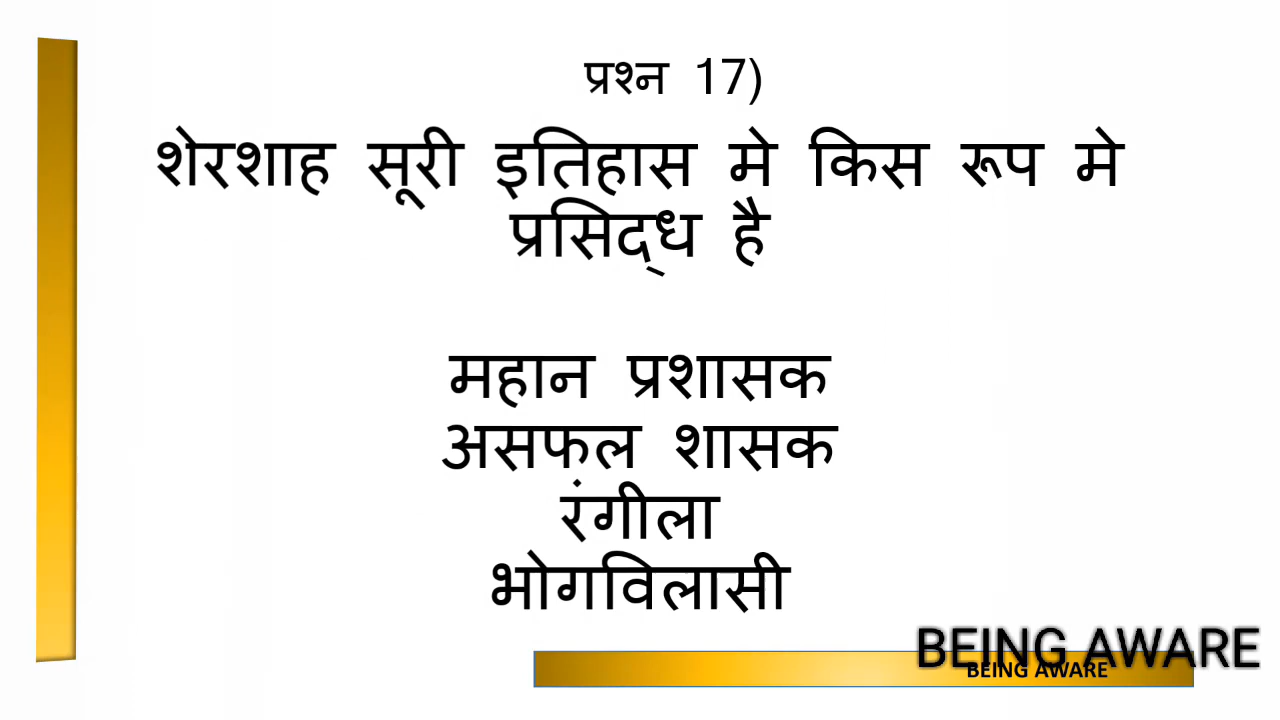 प्रश्न 17)
शेरशाह सूरी इतिहास मे किस रूप मे
प्रसिद्ध है
महान प्रशासक
असफल शासक
रंगीला
भोगविलासी
BEING AWARE
BEING AWARE